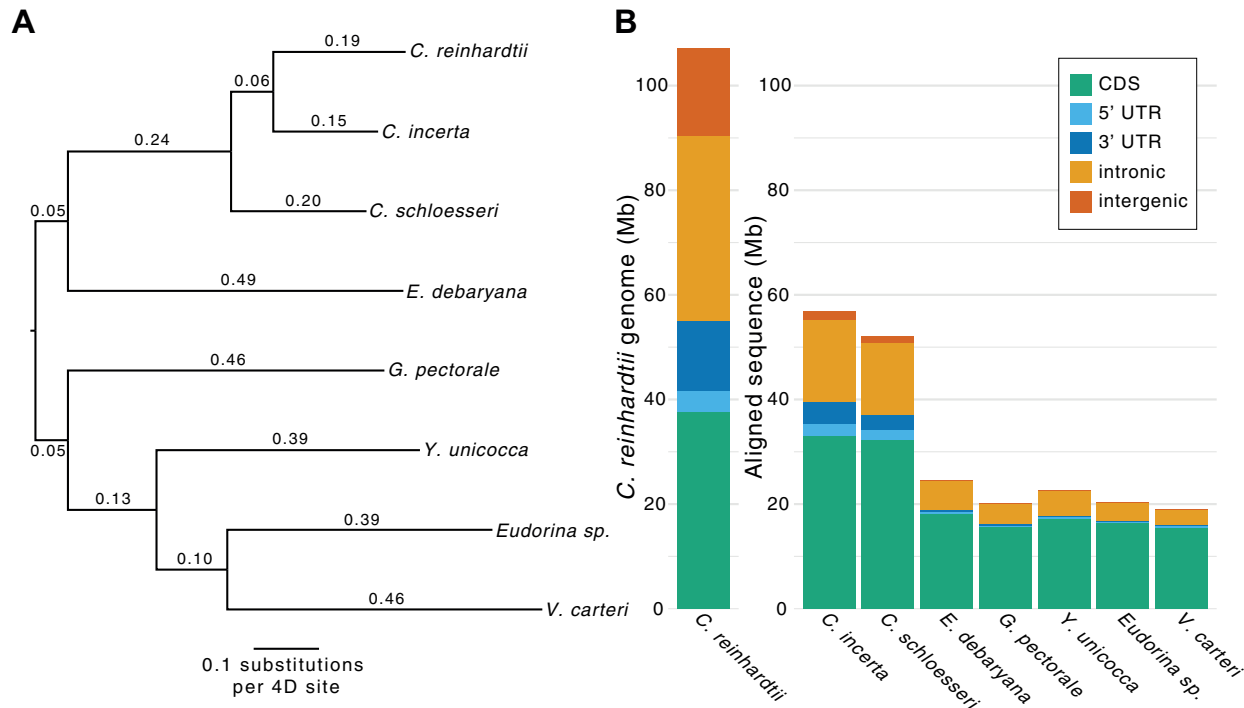 A
0.19
C. reinhardtii
0.06
0.15
C. incerta
0.24
0.20
C. schloesseri
0.05
0.49
E. debaryana
0.46
G. pectorale
0.05
0.39
Y. unicocca
0.13
0.39
Eudorina sp.
0.10
0.46
V. carteri
0.1 substitutions
per 4D site
B
C. reinhardtii genome (Mb)
100
80
60
40
20
0
C. reinhardtii
Aligned sequence (Mb)
100
80
60
40
20
0
CDS
5' UTR
3' UTR
intronic
intergenic
C. incerta
C. schloesseri
E. debaryana
G. pectorale
Y. unicocca
Eudorina sp.
V. carteri